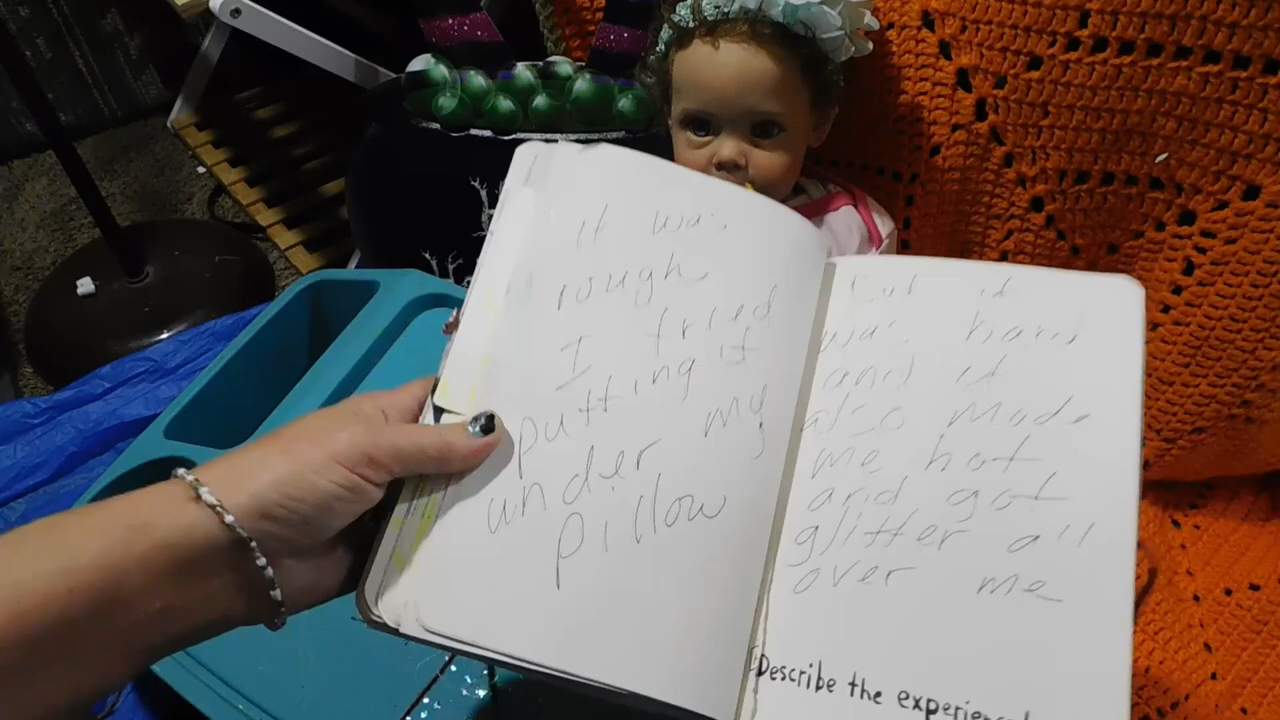 it was
rough
I tried
putting it
under my
pillow
but it
was hard
and it
also made
me hot
and got
glitter all
over me
Describe the